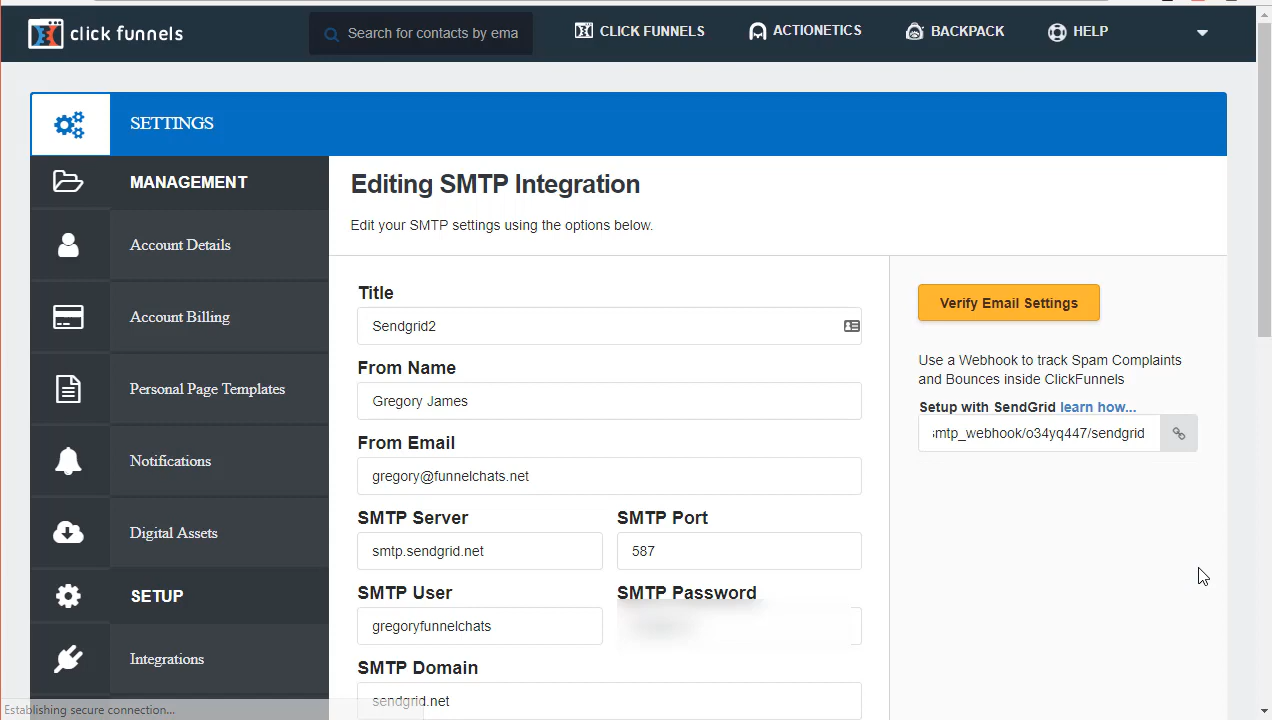 click funnels
Search for contacts by ema
CLICK FUNNELS
ACTIONETICS
BACKPACK
HELP
SETTINGS
MANAGEMENT
Account Details
Account Billing
Personal Page Templates
Notifications
Digital Assets
SETUP
Integrations
Editing SMTP Integration
Edit your SMTP settings using the options below.
Title
Sendgrid2
From Name
Gregory James
From Email
gregory@funnelchats.net
SMTP Server
SMTP Port
smtp.sendgrid.net
587
SMTP User
SMTP Password
gregoryfunnelchats
SMTP Domain
sendgrid.net
Verify Email Settings
Use a Webhook to track Spam Complaints
and Bounces inside ClickFunnels
Setup with SendGrid learn how...
smtp_webhook/o34yq447/sendgrid
Establishing secure connection...